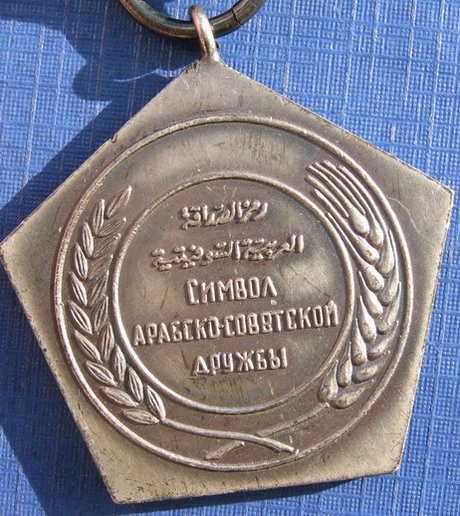 رمز الصداقة
العربية السوفيتية
СИМВОЛ
АРАБСКО-СОВЕТСКОЙ
ДРУЖБЫ